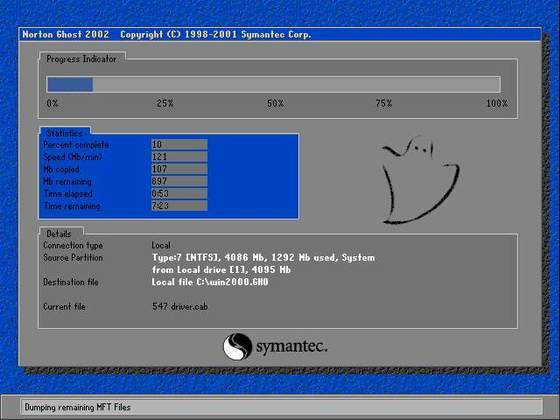 Norton Ghost 2002 Copyright (C) 1998-2001 Symantec Corp.
Progress Indicator
0% 25% 50% 75% 100%
Statistics
Percent complete 10
Speed (Mb/min) 121
Mb copied 107
Mb remaining 897
Time elapsed 0:53
Time remaining 7:23
Details
Connection type Local
Source Partition Type:7 [NTFS], 4086 Mb, 1292 Mb used, System
from Local drive [1], 4095 Mb
Destination file Local file C:\win2000.GHO
Current file 547 driver.cab
symantec.
Dumping remaining MFT Files